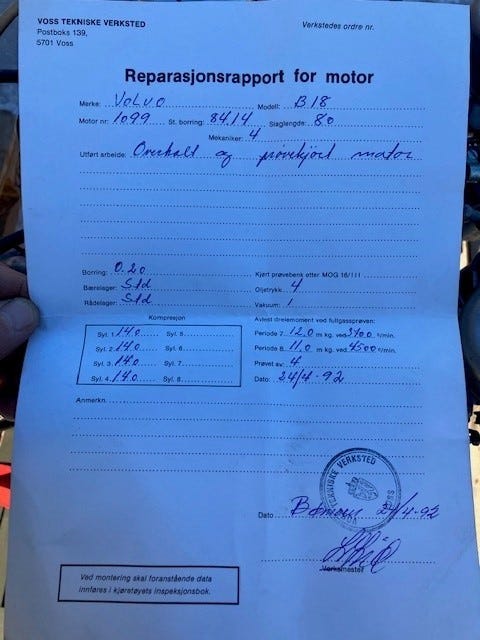 VOSS TEKNISKE VERKSTED
Postboks 139,
5701 Voss
Verkstedes ordre nr.
Reparasjonsrapport for motor
Merke: VOLVO Modell: B18
Motor nr: 1099 St. borring: 84.14 Slaglengde: 80
Mekaniker: 4
Utført arbeide: Overhalt og prøvekjørt motor
Borring: 0.20 Kjørt prøvebenk etter MOG 16/111
Bærelager: Std Oljetrykk: 4
Rådelager: Std Vakuum: 1
Kompresjon Avlest dreiemoment ved fullgassprøven:
Syl. 1 140 Syl. 5 Periode 7. 12.0 m kg. ved 3400 r/min.
Syl. 2 140 Syl. 6 Periode 8. 11.0 m kg. ved 4500 r/min.
Syl. 3 140 Syl. 7 Prøvet av: 4
Syl. 4 140 Syl. 8 Dato: 24/4-92
Anmerkn.
TEKNISKE VERKSTED VOSS
Dato 24/4-92
Verksmester
Ved montering skal foranstående data
innføres i kjøretøyets inspeksjonsbok.